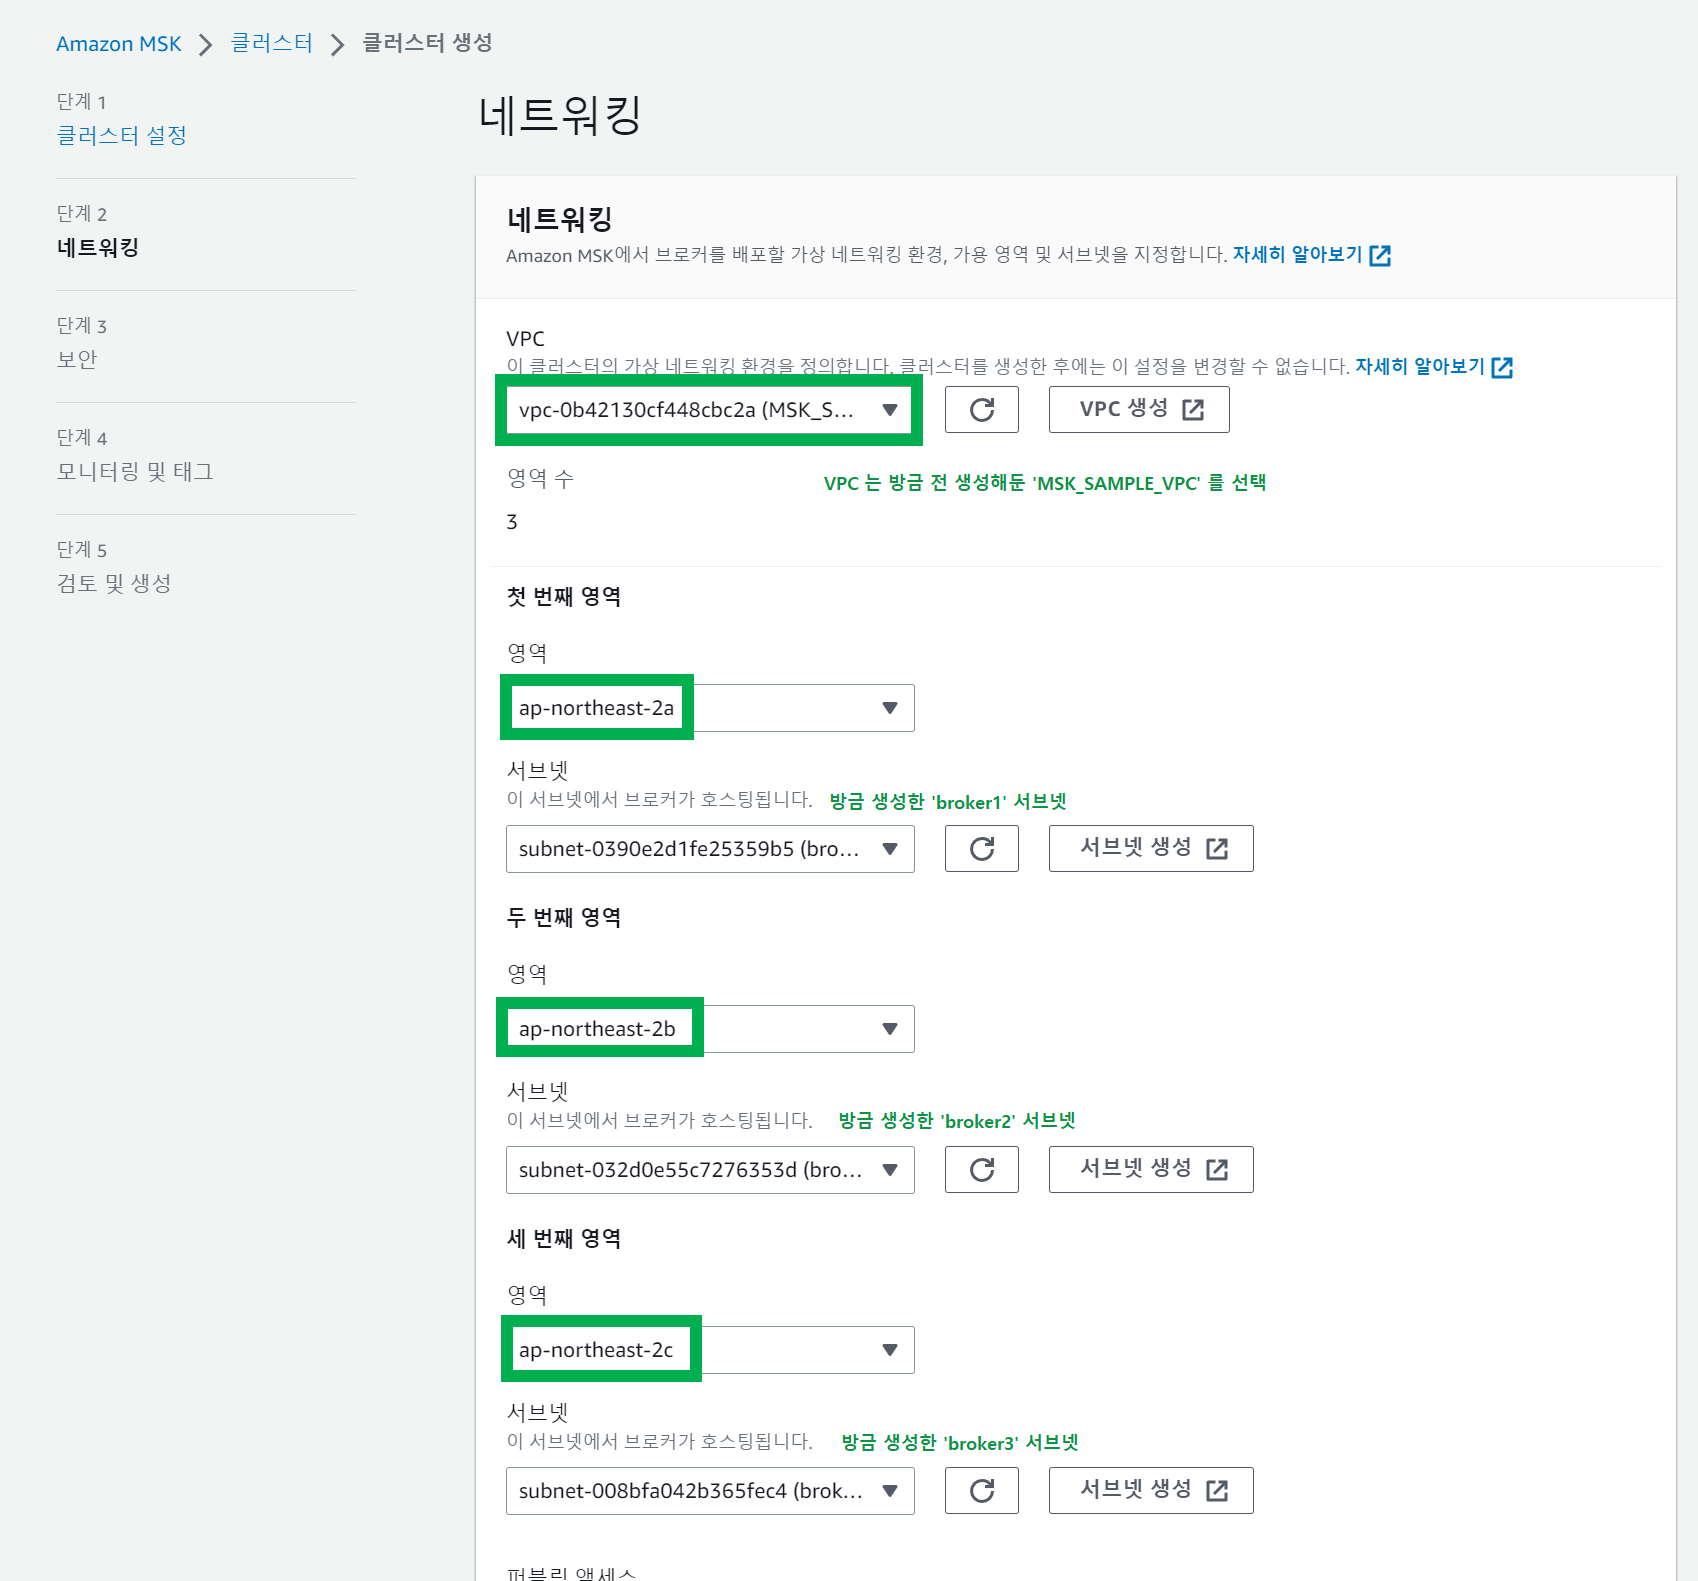 Amazon MSK > 클러스터 > 클러스터 생성
단계 1
클러스터 설정
단계 2
네트워킹
단계 3
보안
단계 4
모니터링 및 태그
단계 5
검토 및 생성
네트워킹
네트워킹
Amazon MSK에서 브로커를 배포할 가상 네트워킹 환경, 가용 영역 및 서브넷을 지정합니다. 자세히 알아보기
VPC
이 클러스터의 가상 네트워킹 환경을 정의합니다. 클러스터를 생성한 후에는 이 설정을 변경할 수 없습니다. 자세히 알아보기
vpc-0b42130cf448cbc2a (MSK_S... VPC 생성
영역 수
VPC 는 방금 전 생성해둔 'MSK_SAMPLE_VPC' 를 선택
3
첫 번째 영역
영역
ap-northeast-2a
서브넷
이 서브넷에서 브로커가 호스팅됩니다. 방금 생성한 'broker1' 서브넷
subnet-0390e2d1fe25359b5 (bro... 서브넷 생성
두 번째 영역
영역
ap-northeast-2b
서브넷
이 서브넷에서 브로커가 호스팅됩니다. 방금 생성한 'broker2' 서브넷
subnet-032d0e55c7276353d (bro... 서브넷 생성
세 번째 영역
영역
ap-northeast-2c
서브넷
이 서브넷에서 브로커가 호스팅됩니다. 방금 생성한 'broker3' 서브넷
subnet-008bfa042b365fec4 (brok... 서브넷 생성
퍼블릭 액세스